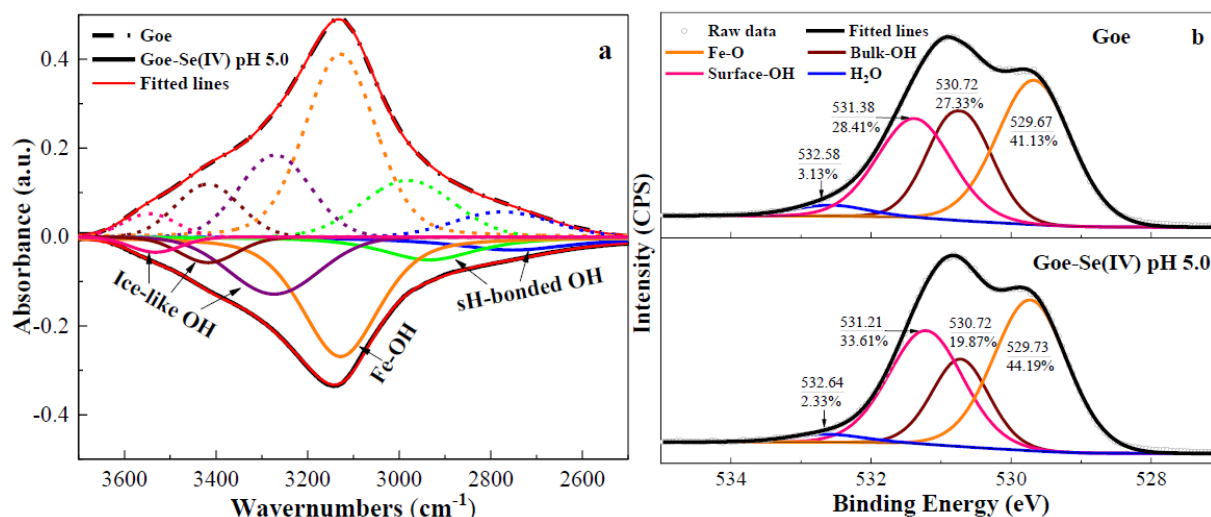 Goe
Goe-Se(IV) pH 5.0
Fitted lines
a
Absorbance (a.u.)
0.4
0.2
0.0
-0.2
-0.4
Ice-like OH
Fe-OH
sH-bonded OH
3600
3400
3200
3000
2800
2600
Wavernumbers (cm⁻¹)
Raw data
Fitted lines
Fe-O
Bulk-OH
Surface-OH
H₂O
Goe
b
532.58
3.13%
531.38
28.41%
530.72
27.33%
529.67
41.13%
Intensity (CPS)
Goe-Se(IV) pH 5.0
532.64
2.33%
531.21
33.61%
530.72
19.87%
529.73
44.19%
534
532
530
528
Binding Energy (eV)